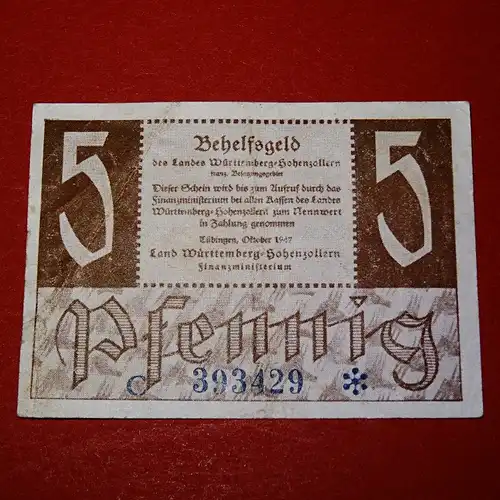 5 5
Behelfsgeld
des Landes Württemberg-Hohenzollern
franz. Besatzungsgebiet
Dieser Schein wird bis zum Aufruf durch das
Finanzministerium bei allen Kassen des Landes
Württemberg-Hohenzollern zum Nennwert
in Zahlung genommen
Tübingen, Oktober 1947
Land Württemberg-Hohenzollern
Finanzministerium
Pfennig
C 393429 *